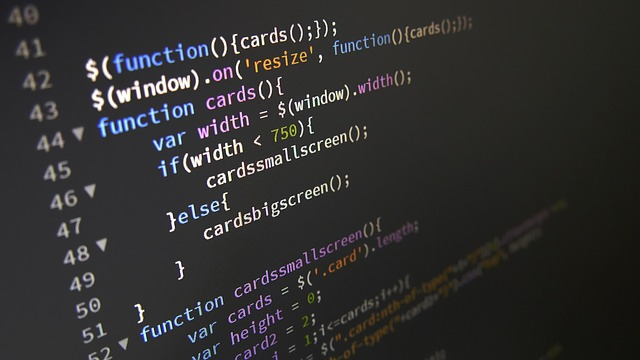 40
41 $(function(){cards();});
42 $(window).on('resize', function(){cards();});
43 function cards(){
44 var width = $(window).width();
45 if(width < 750){
46 cardssmallscreen();
47 }else{
48 cardsbigscreen();
49 }
50 }
51 function cardssmallscreen(){
52 var cards = $('.card').length;
var height = 0;
card2 = 2;
= 1;i<=cards;i++){